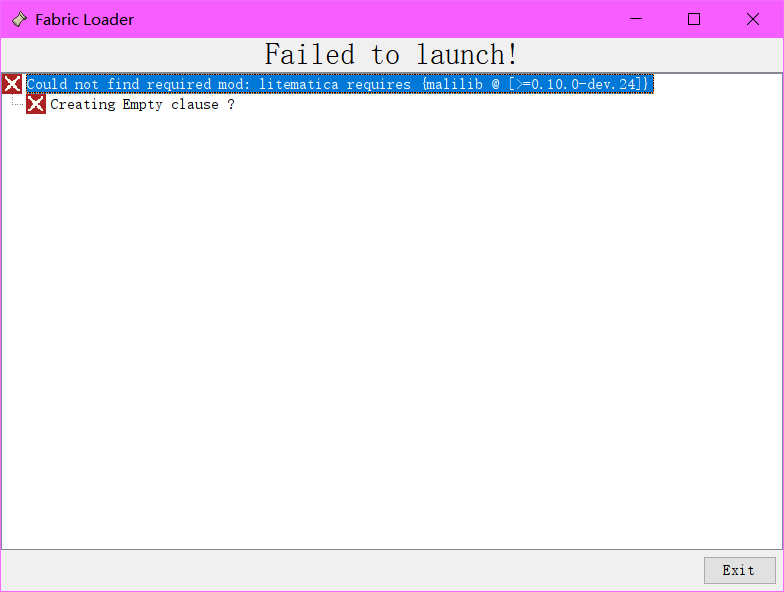 Fabric Loader
Failed to launch!
Could not find required mod: litematica requires {malilib @ [>=0.10.0-dev.24]}
Creating Empty clause ?
Exit